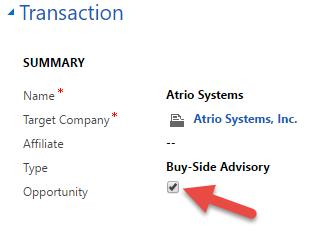 Transaction
SUMMARY
Name* Atrio Systems
Target Company* Atrio Systems, Inc.
Affiliate --
Type Buy-Side Advisory
Opportunity